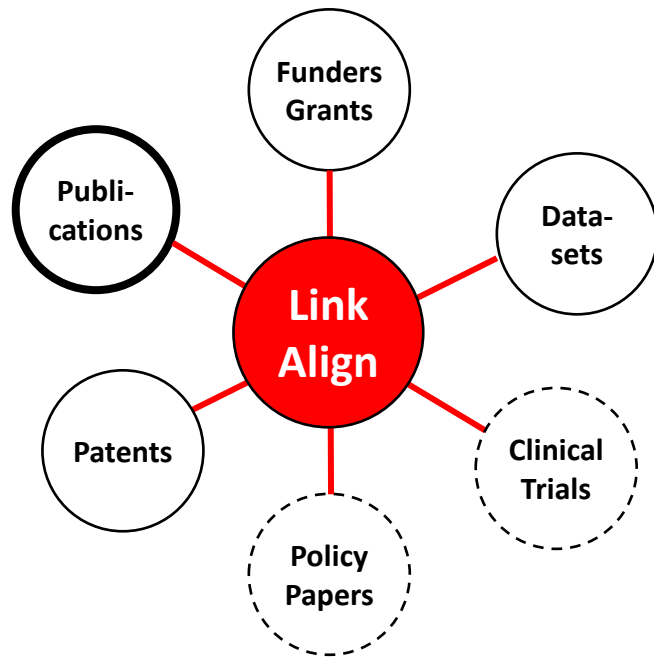 Funders
Grants
Publi-
cations
Data-
sets
Link
Align
Patents
Clinical
Trials
Policy
Papers